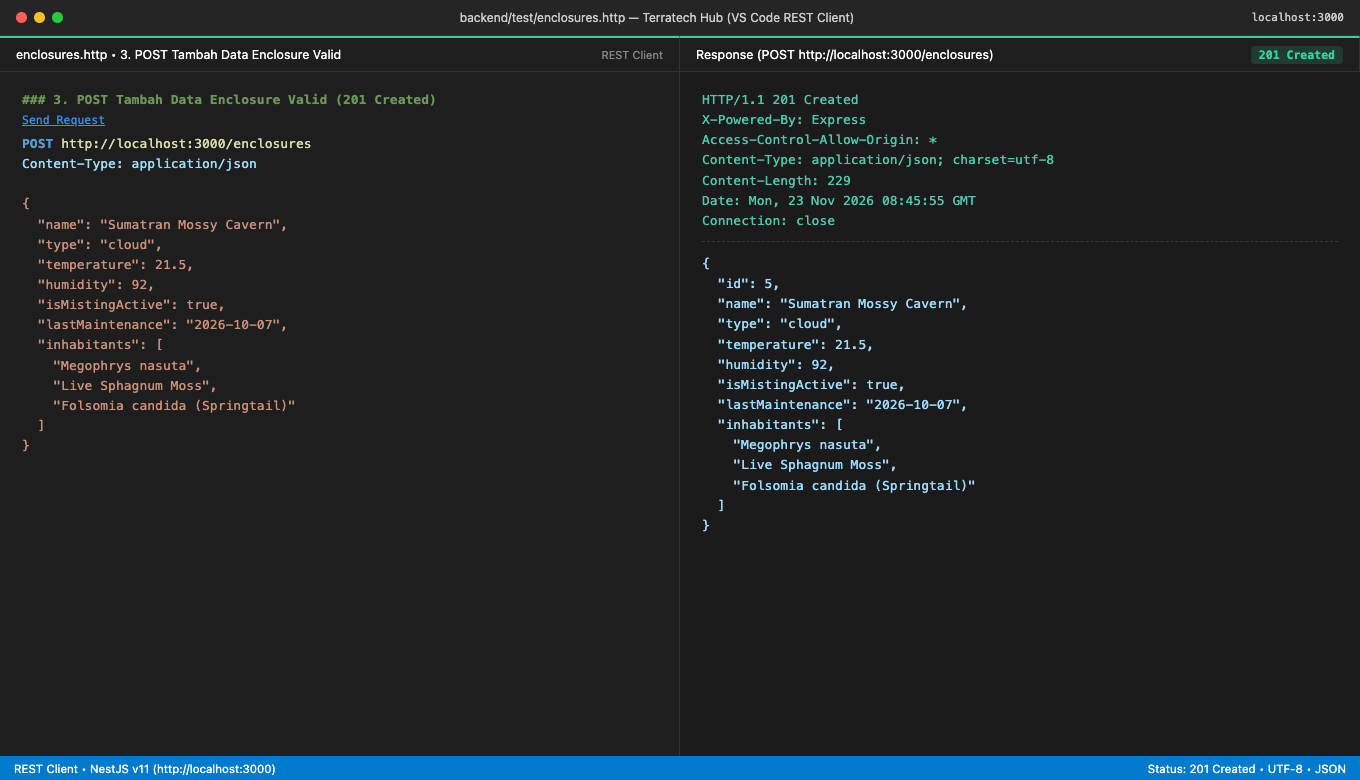 backend/test/enclosures.http — Terratech Hub (VS Code REST Client)
localhost:3000
enclosures.http • 3. POST Tambah Data Enclosure Valid
REST Client
### 3. POST Tambah Data Enclosure Valid (201 Created)
Send Request
POST http://localhost:3000/enclosures
Content-Type: application/json
{
  "name": "Sumatran Mossy Cavern",
  "type": "cloud",
  "temperature": 21.5,
  "humidity": 92,
  "isMistingActive": true,
  "lastMaintenance": "2026-10-07",
  "inhabitants": [
    "Megophrys nasuta",
    "Live Sphagnum Moss",
    "Folsomia candida (Springtail)"
  ]
}
Response (POST http://localhost:3000/enclosures)
201 Created
HTTP/1.1 201 Created
X-Powered-By: Express
Access-Control-Allow-Origin: *
Content-Type: application/json; charset=utf-8
Content-Length: 229
Date: Mon, 23 Nov 2026 08:45:55 GMT
Connection: close
{
  "id": 5,
  "name": "Sumatran Mossy Cavern",
  "type": "cloud",
  "temperature": 21.5,
  "humidity": 92,
  "isMistingActive": true,
  "lastMaintenance": "2026-10-07",
  "inhabitants": [
    "Megophrys nasuta",
    "Live Sphagnum Moss",
    "Folsomia candida (Springtail)"
  ]
}
REST Client • NestJS v11 (http://localhost:3000)
Status: 201 Created • UTF-8 • JSON